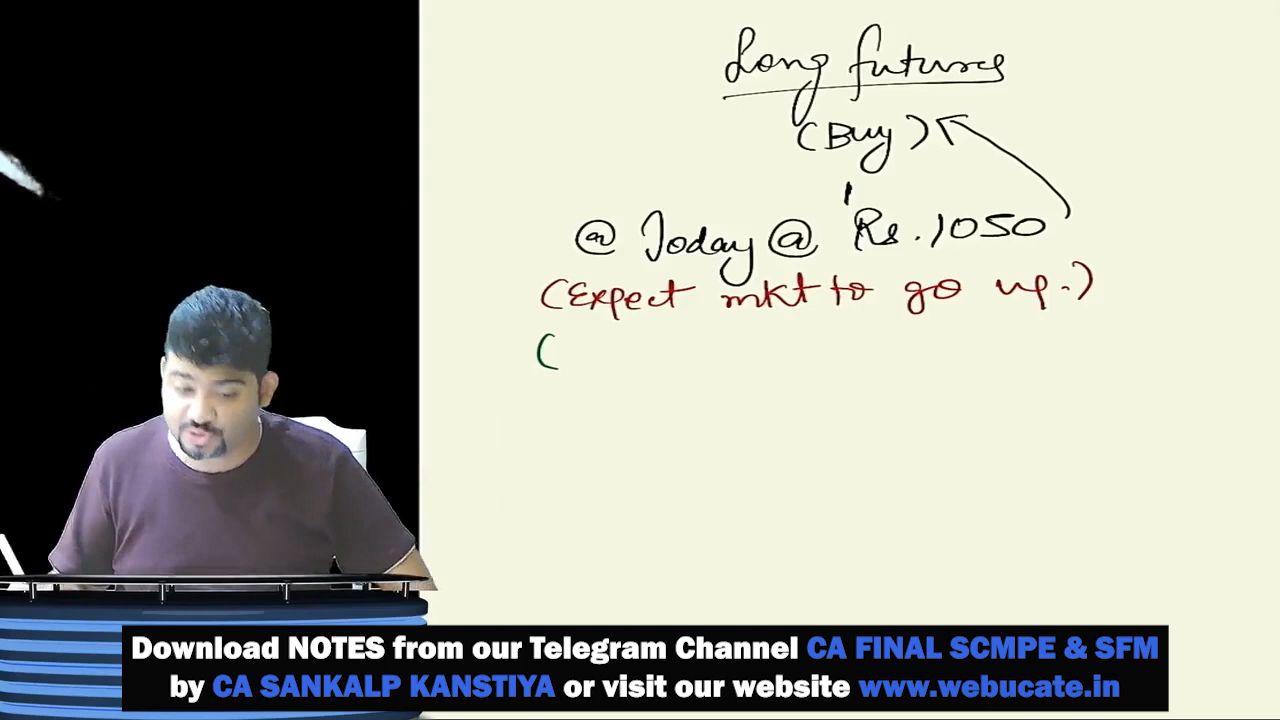 Long futures
(Buy)
@ Today @ Rs. 1050
(Expect mkt to go up.)
(
Download NOTES from our Telegram Channel CA FINAL SCMPE & SFM
by CA SANKALP KANSTIYA or visit our website www.webucate.in